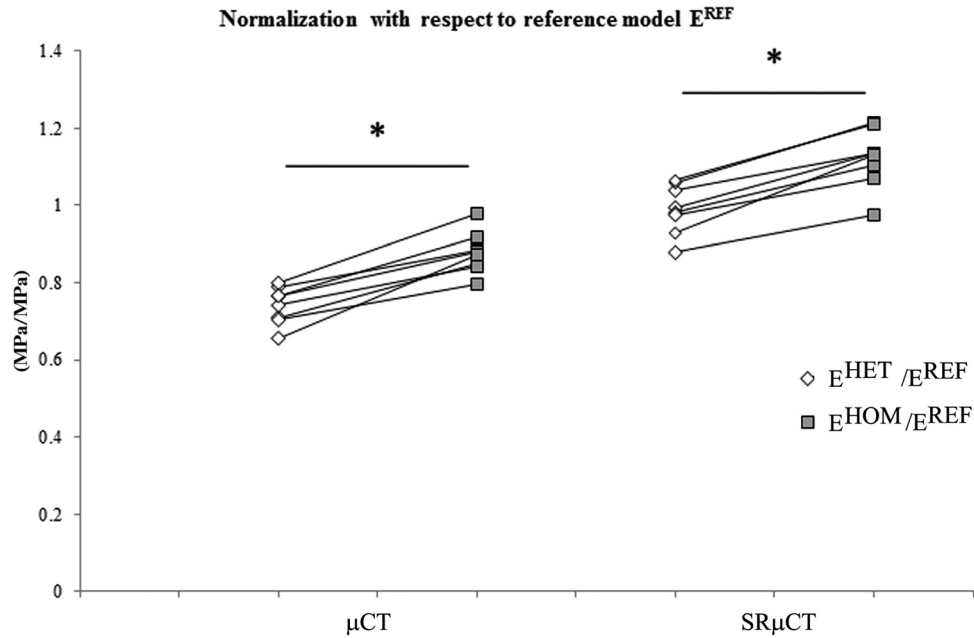 Normalization with respect to reference model E^REF
1.4
*
1.2
*
1
0.8
(MPa/MPa)
0.6
E^HET /E^REF
E^HOM /E^REF
0.4
0.2
0
μCT SRμCT